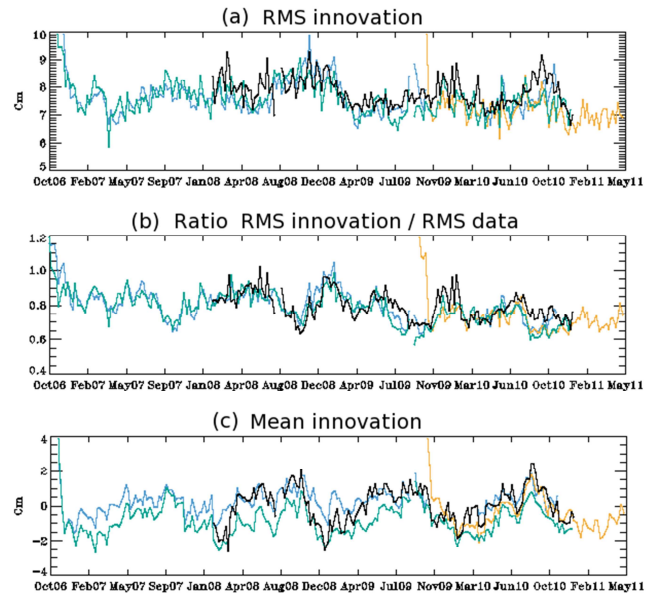 (a) RMS innovation
10
9
8
7
6
5
Cm
Oct06 Feb07 May07 Sep07 Jan08 Apr08 Aug08 Dec08 Apr09 Jul09 Nov09 Mar10 Jun10 Oct10 Feb11 May11
(b) Ratio RMS innovation / RMS data
1.2
1.0
0.8
0.6
0.4
Oct06 Feb07 May07 Sep07 Jan08 Apr08 Aug08 Dec08 Apr09 Jul09 Nov09 Mar10 Jun10 Oct10 Feb11 May11
(c) Mean innovation
4
2
0
-2
-4
Cm
Oct06 Feb07 May07 Sep07 Jan08 Apr08 Aug08 Dec08 Apr09 Jul09 Nov09 Mar10 Jun10 Oct10 Feb11 May11